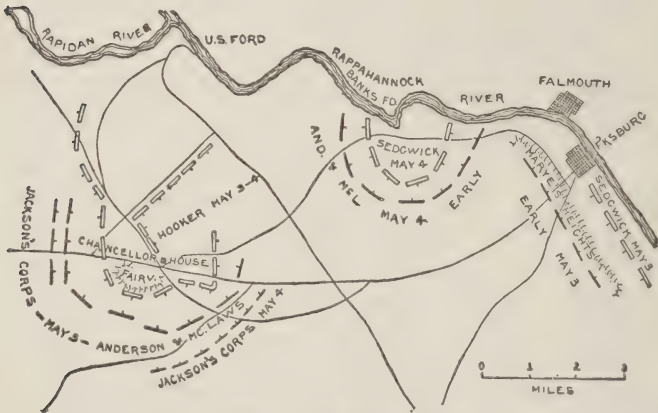 RAPIDAN RIVER
U.S. FORD
RAPPAHANNOCK
RIVER
BANKS FD.
FALMOUTH
KSBURG
AND. & McL MAY 4
EARLY
SEDGWICK
MAY 4
MARYE'S HEIGHTS
EARLY MAY 3
SEDGWICK MAY 3
HOOKER MAY 3-4
CHANCELLOR HOUSE
FAIRV.
JACKSON'S CORPS MAY 3
ANDERSON & MC.LAWS
JACKSON'S CORPS MAY 4
0 1 2 3
MILES